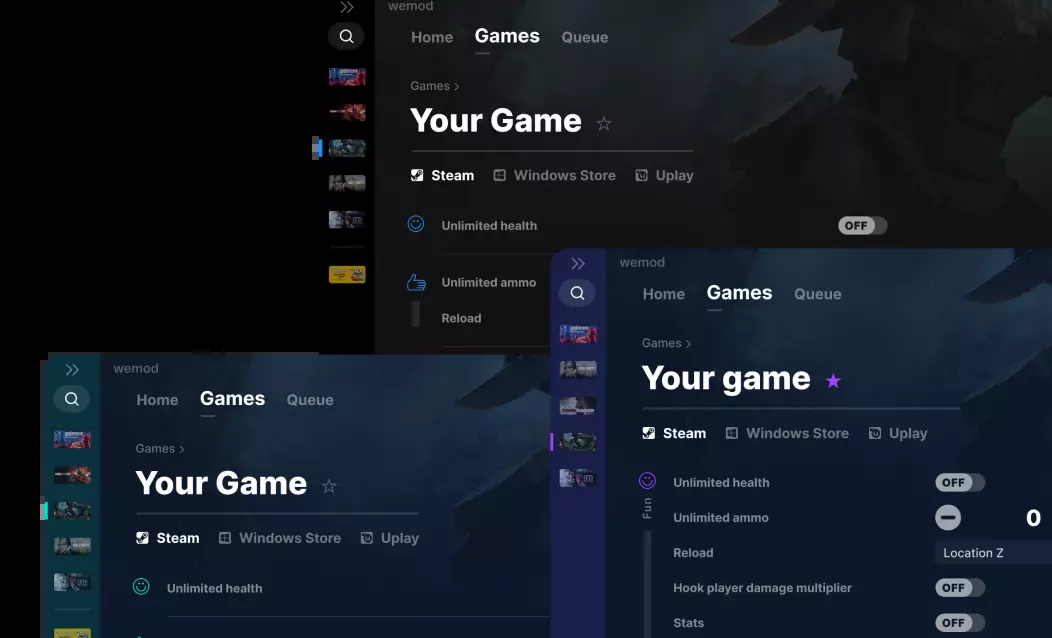 wemod
Home Games Queue
Games >
Your Game
Steam Windows Store Uplay
Unlimited health OFF
Unlimited ammo
Reload
wemod
Home Games Queue
Games >
Your game
Steam Windows Store Uplay
Unlimited health OFF
Fun
Unlimited ammo 0
Reload Location Z
Hook player damage multiplier OFF
Stats OFF
wemod
Home Games Queue
Games >
Your Game
Steam Windows Store Uplay
Unlimited health